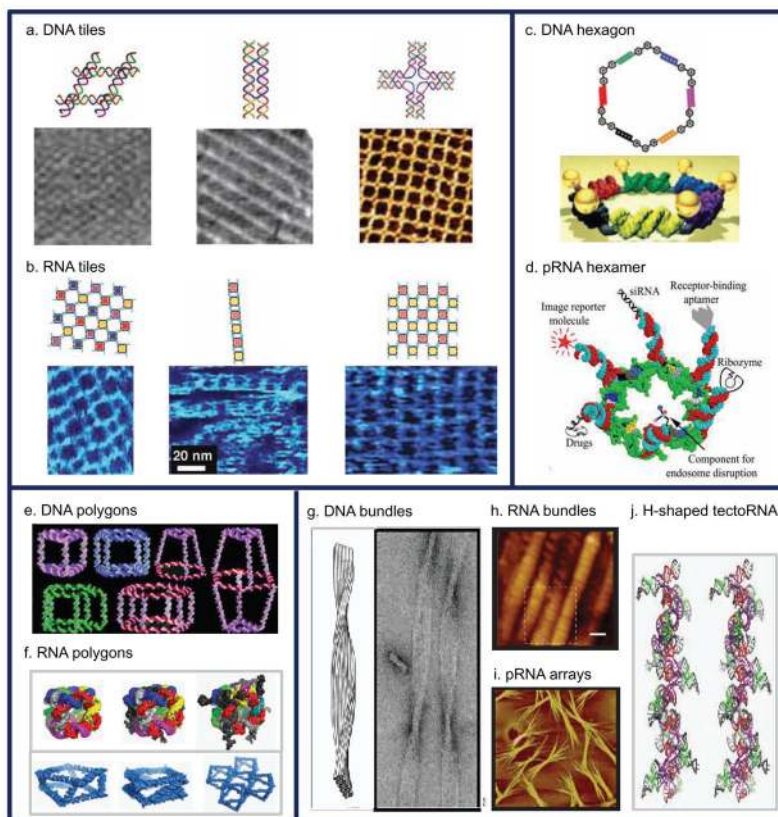 a. DNA tiles
b. RNA tiles
20 nm
c. DNA hexagon
d. pRNA hexamer
siRNA
Receptor-binding
aptamer
Image reporter
molecule
Ribozyme
Drugs
Component for
endosome disruption
e. DNA polygons
f. RNA polygons
g. DNA bundles
h. RNA bundles
i. pRNA arrays
j. H-shaped tectoRNA